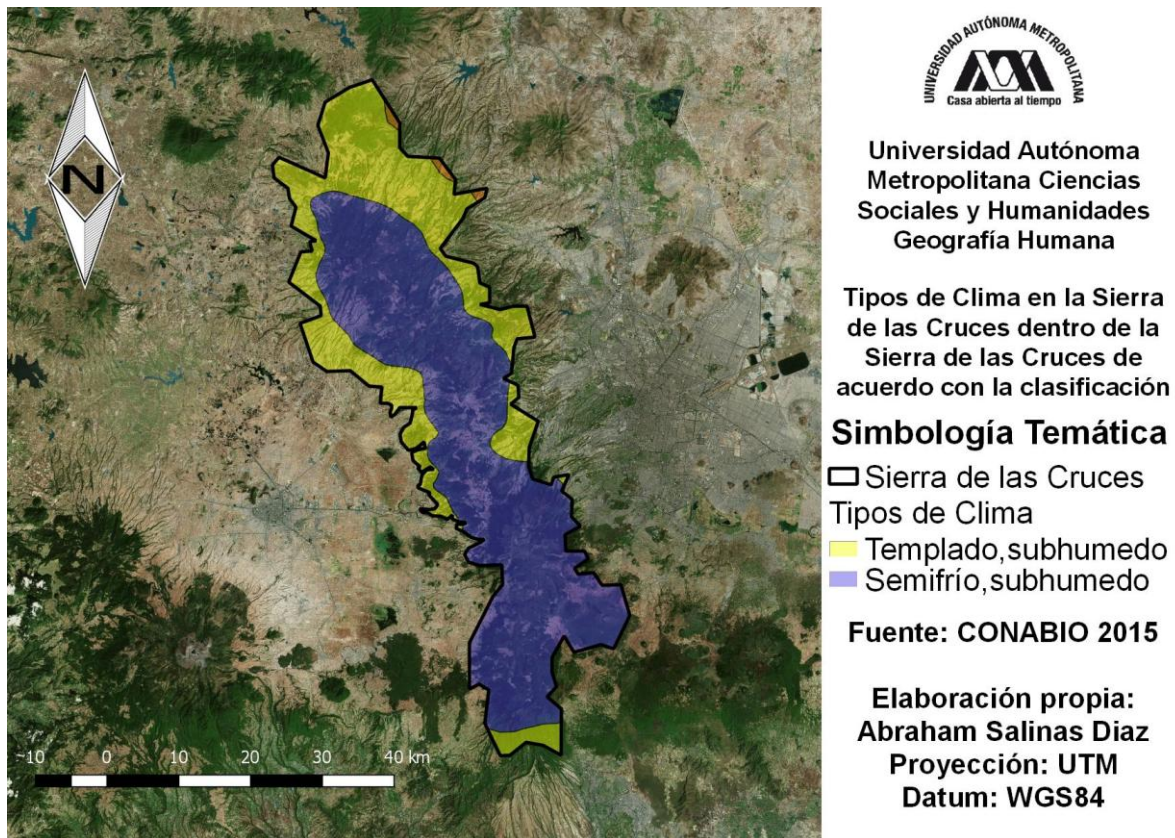 N
-10
0
10
20
30
40 km
UNIVERSIDAD AUTÓNOMA METROPOLITANA
Casa abierta al tiempo
Universidad Autónoma
Metropolitana Ciencias
Sociales y Humanidades
Geografía Humana
Tipos de Clima en la Sierra
de las Cruces dentro de la
Sierra de las Cruces de
acuerdo con la clasificación
Simbología Temática
Sierra de las Cruces
Tipos de Clima
Templado,subhumedo
Semifrío,subhumedo
Fuente: CONABIO 2015
Elaboración propia:
Abraham Salinas Diaz
Proyección: UTM
Datum: WGS84